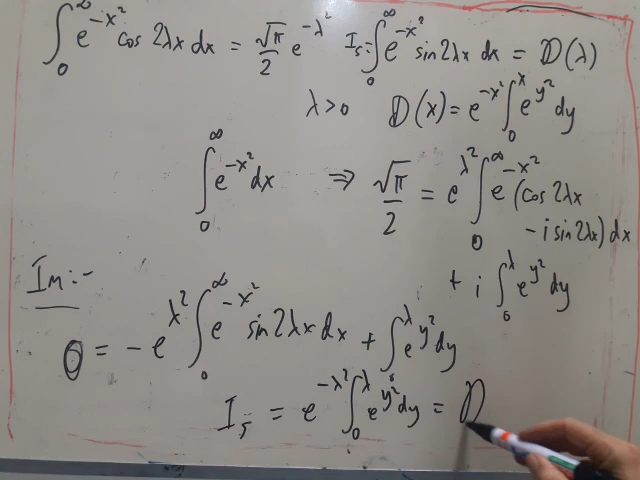 ∫₀^∞ e^{-x²} cos 2λx dx = √π/2 e^{-λ²} I_s = ∫₀^∞ e^{-x²} sin 2λx dx = 𝔻(λ)
λ>0 𝔻(x) = e^{-x²} ∫₀^x e^{y²} dy
∫₀^∞ e^{-x²} dx ⇒ √π/2 = e^{λ²} ∫₀^∞ e^{-x²} (cos 2λx
- i sin 2λx) dx
+ i ∫₀^λ e^{y²} dy
Im:-
0 = - e^{λ²} ∫₀^∞ e^{-x²} sin 2λx dx + ∫₀^λ e^{y²} dy
I_s = e^{-λ²} ∫₀^λ e^{y²} dy = 𝔻